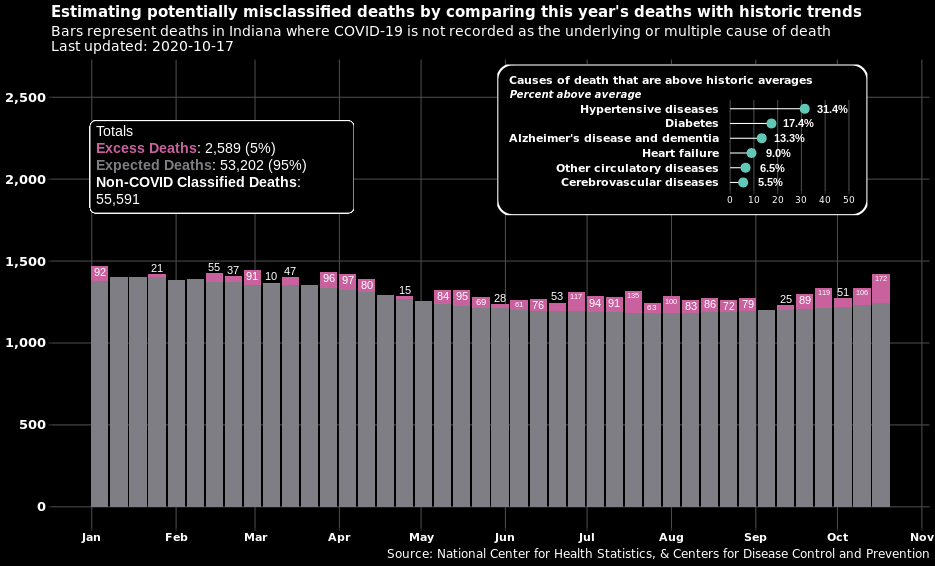 Estimating potentially misclassified deaths by comparing this year's deaths with historic trends
Bars represent deaths in Indiana where COVID-19 is not recorded as the underlying or multiple cause of death
Last updated: 2020-10-17
Causes of death that are above historic averages
Percent above average
Hypertensive diseases 31.4%
Diabetes 17.4%
Alzheimer's disease and dementia 13.3%
Heart failure 9.0%
Other circulatory diseases 6.5%
Cerebrovascular diseases 5.5%
0 10 20 30 40 50
Totals
Excess Deaths: 2,589 (5%)
Expected Deaths: 53,202 (95%)
Non-COVID Classified Deaths:
55,591
2,500
2,000
1,500
1,000
500
0
92 21 55 37 91 10 47 96 97 80 15 84 95 69 28 61 76 53 117 94 91 135 63 100 83 86 72 79 25 89 119 51 106 172
Jan Feb Mar Apr May Jun Jul Aug Sep Oct Nov
Source: National Center for Health Statistics, & Centers for Disease Control and Prevention